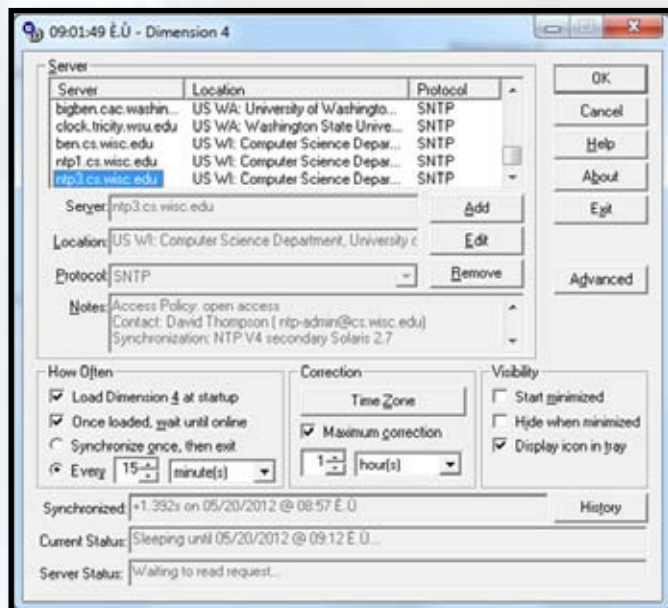 09:01:49 È.Û - Dimension 4
Server
Server Location Protocol
bigben.cac.washin... US WA: University of Washingto... SNTP
clock.tricity.wsu.edu US WA: Washington State Unive... SNTP
ben.cs.wisc.edu US WI: Computer Science Depar... SNTP
ntp1.cs.wisc.edu US WI: Computer Science Depar... SNTP
ntp3.cs.wisc.edu US WI: Computer Science Depar... SNTP
Server: ntp3.cs.wisc.edu
Location: US WI: Computer Science Department, University
Protocol: SNTP
Notes: Access Policy: open access
Contact: David Thompson ( ntp-admin@cs.wisc.edu)
Synchronization: NTP V4 secondary Solaris 2.7
Add
Edit
Remove
OK
Cancel
Help
About
Exit
Advanced
How Often
Load Dimension 4 at startup
Once loaded, wait until online
Synchronize once, then exit
Every 15 minute(s)
Correction
Time Zone
Maximum correction
1 hour(s)
Visibility
Start minimized
Hide when minimized
Display icon in tray
Synchronized: +1.392s on 05/20/2012 @ 08:57 È.Û
History
Current Status: Sleeping until 05/20/2012 @ 09:12 È.Û...
Server Status: Waiting to read request...